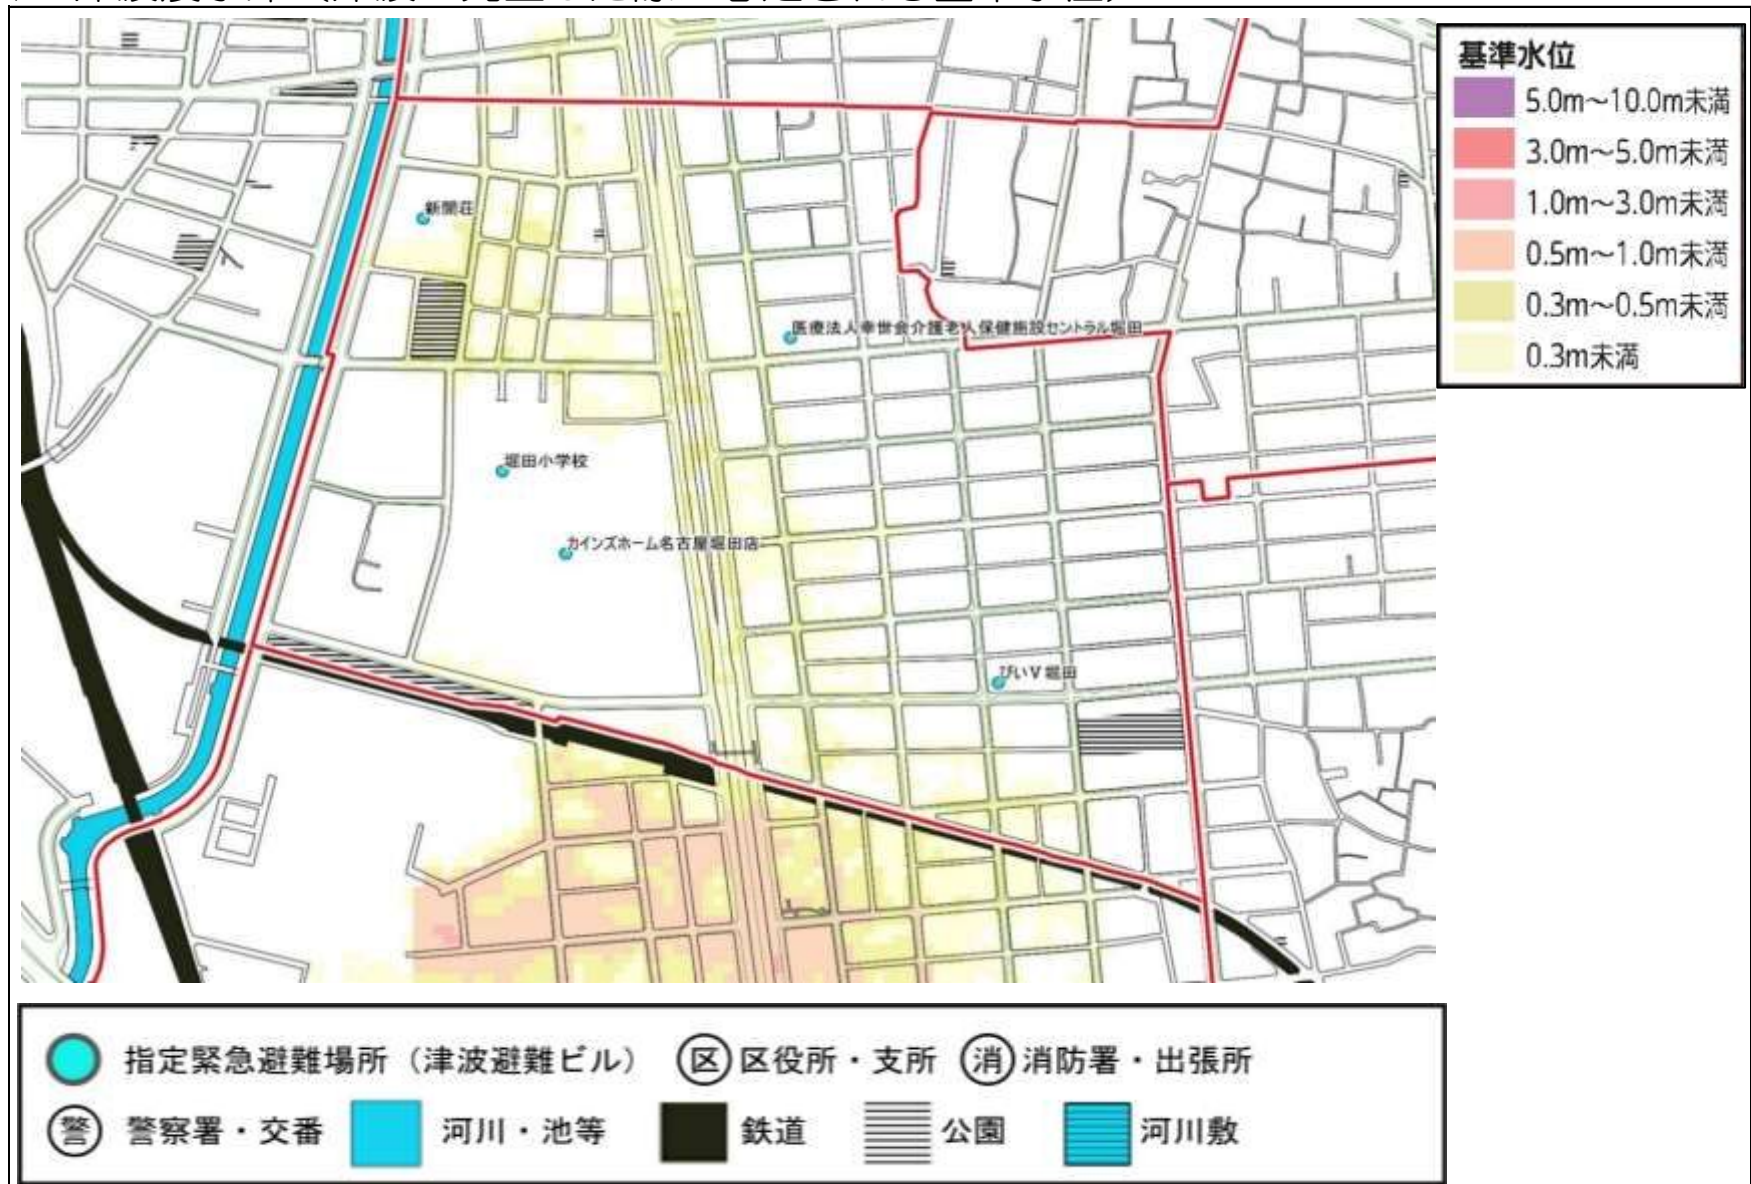 基準水位
5.0m～10.0m未満
3.0m～5.0m未満
1.0m～3.0m未満
0.5m～1.0m未満
0.3m～0.5m未満
0.3m未満
新開荘
医療法人幸世会介護老人保健施設セントラル堀田
堀田小学校
カインズホーム名古屋堀田店
びいV堀田
指定緊急避難場所（津波避難ビル） 区 区役所・支所 消 消防署・出張所
警 警察署・交番 河川・池等 鉄道 公園 河川敷